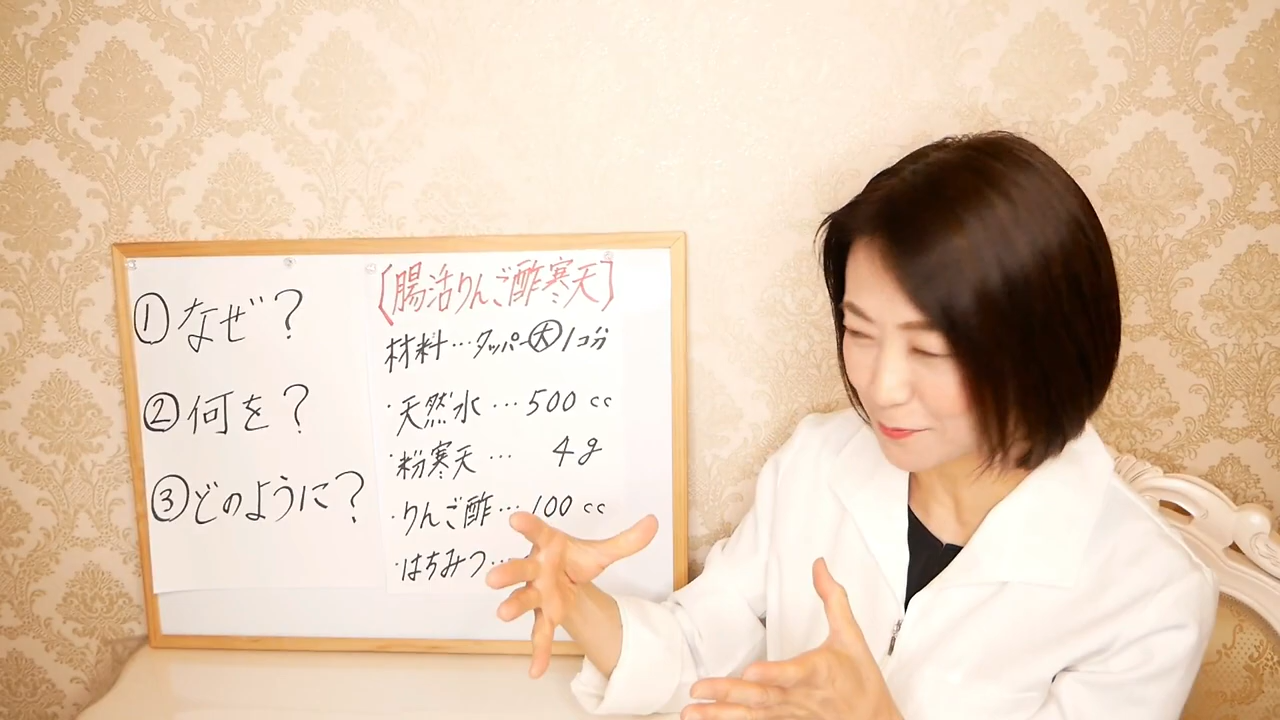 ①なぜ？
②何を？
③どのように？
[腸活りんご酢寒天]
材料…タッパー大1コ分
・天然水…500cc
・粉寒天…4g
・りんご酢…100cc
・はちみつ…